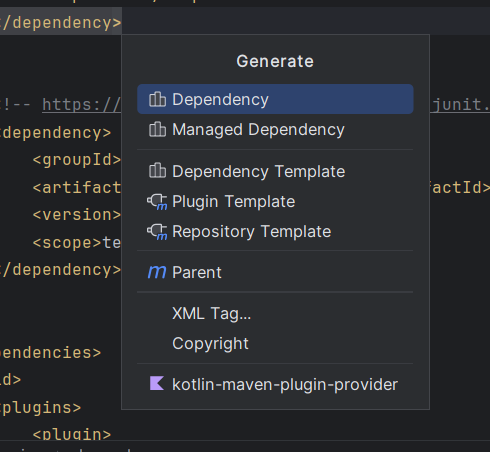 </dependency>
Generate
<!-- https://
junit.
Dependency
<dependency>
Managed Dependency
<groupId>
Dependency Template
<artifact
factId>
Plugin Template
<version>
Repository Template
<scope>te
</dependency>
Parent
XML Tag...
Copyright
endencies>
ld>
kotlin-maven-plugin-provider
plugins>
<plugin>